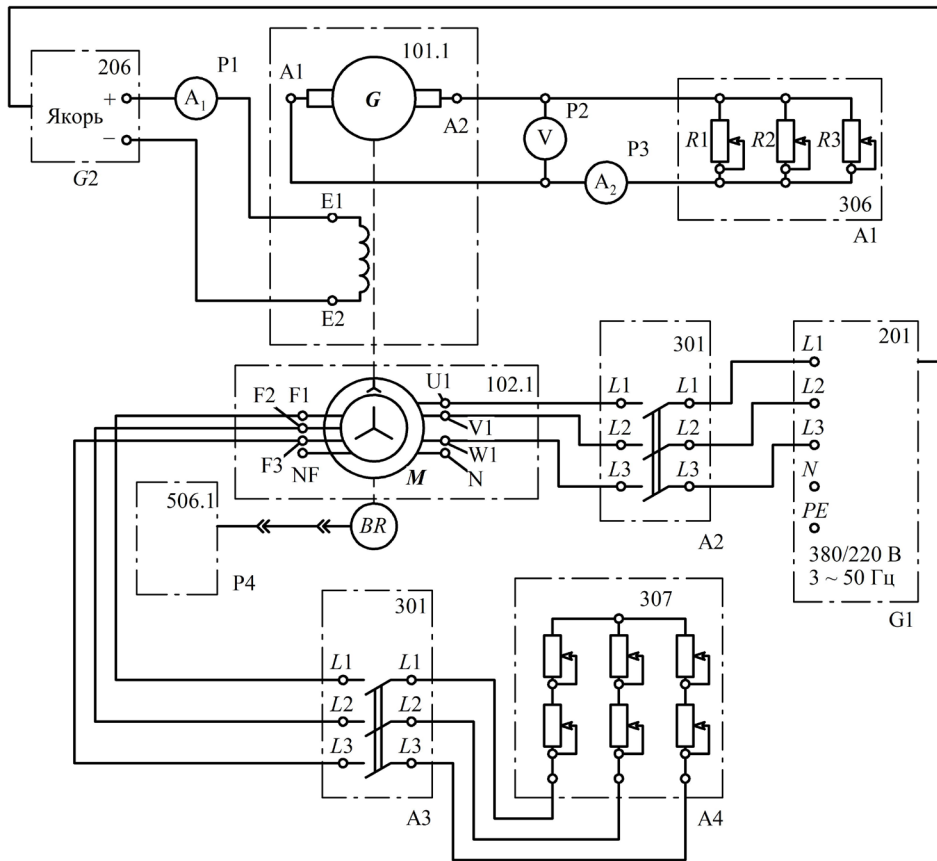 206
P1
Якорь
+
−
A1
G2
101.1
A1
G
A2
P2
V
P3
A2
R1
R2
R3
306
A1
E1
E2
102.1
F2
F1
F3
NF
U1
V1
W1
N
M
301
L1
L1
L2
L2
L3
L3
A2
201
L1
L2
L3
N
PE
380/220 В
3 ~ 50 Гц
G1
506.1
BR
P4
301
L1
L1
L2
L2
L3
L3
A3
307
A4